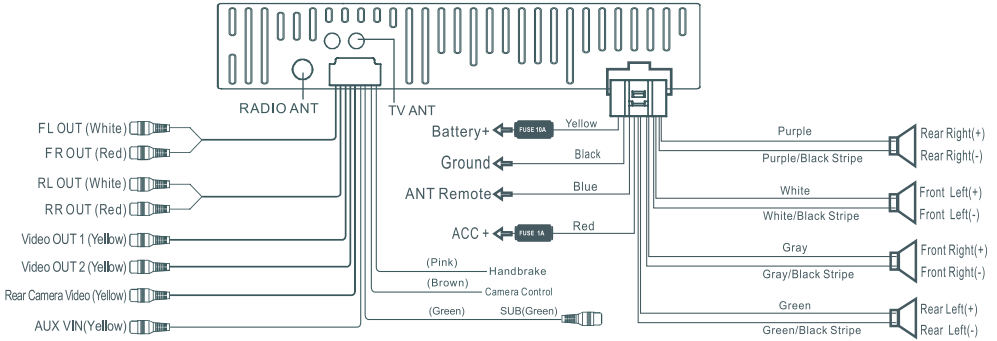 RADIO ANT
TV ANT
FL OUT (White)
FR OUT (Red)
RL OUT (White)
RR OUT (Red)
Video OUT 1 (Yellow)
Video OUT 2 (Yellow)
Rear Camera Video (Yellow)
AUX VIN(Yellow)
(Pink)
Handbrake
(Brown)
Camera Control
(Green)
SUB(Green)
Battery+
FUSE 10A
Yellow
Ground
Black
ANT Remote
Blue
ACC +
FUSE 1A
Red
Purple
Rear Right(+)
Purple/Black Stripe
Rear Right(-)
White
Front Left(+)
White/Black Stripe
Front Left(-)
Gray
Front Right(+)
Gray/Black Stripe
Front Right(-)
Green
Rear Left(+)
Green/Black Stripe
Rear Left(-)